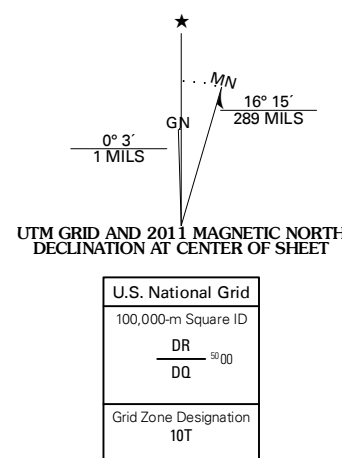 ★
MN
16° 15´
289 MILS
GN
0° 3´
1 MILS
UTM GRID AND 2011 MAGNETIC NORTH
DECLINATION AT CENTER OF SHEET
U.S. National Grid
100,000-m Square ID
DR
5000
DQ
Grid Zone Designation
10T